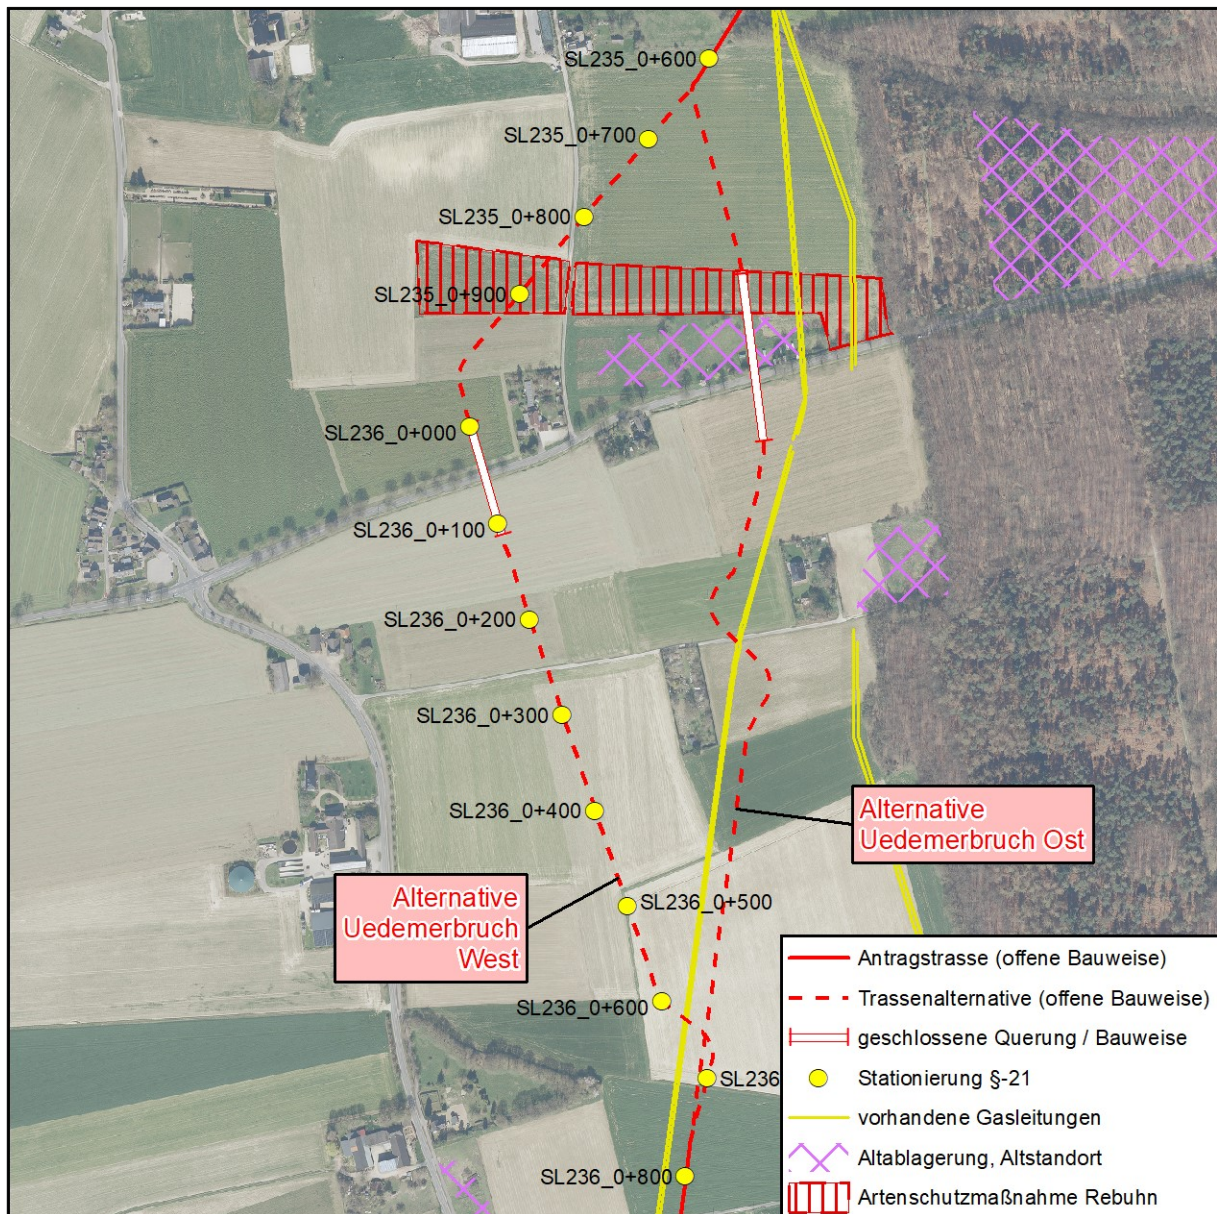 SL235_0+600
SL235_0+700
SL235_0+800
SL235_0+900
SL236_0+000
SL236_0+100
SL236_0+200
SL236_0+300
SL236_0+400
Alternative
Uedemerbruch Ost
Alternative
Uedemerbruch
West
SL236_0+500
SL236_0+600
SL236
SL236_0+800
Antragstrasse (offene Bauweise)
Trassenalternative (offene Bauweise)
geschlossene Querung / Bauweise
Stationierung §-21
vorhandene Gasleitungen
Altablagerung, Altstandort
Artenschutzmaßnahme Rebuhn